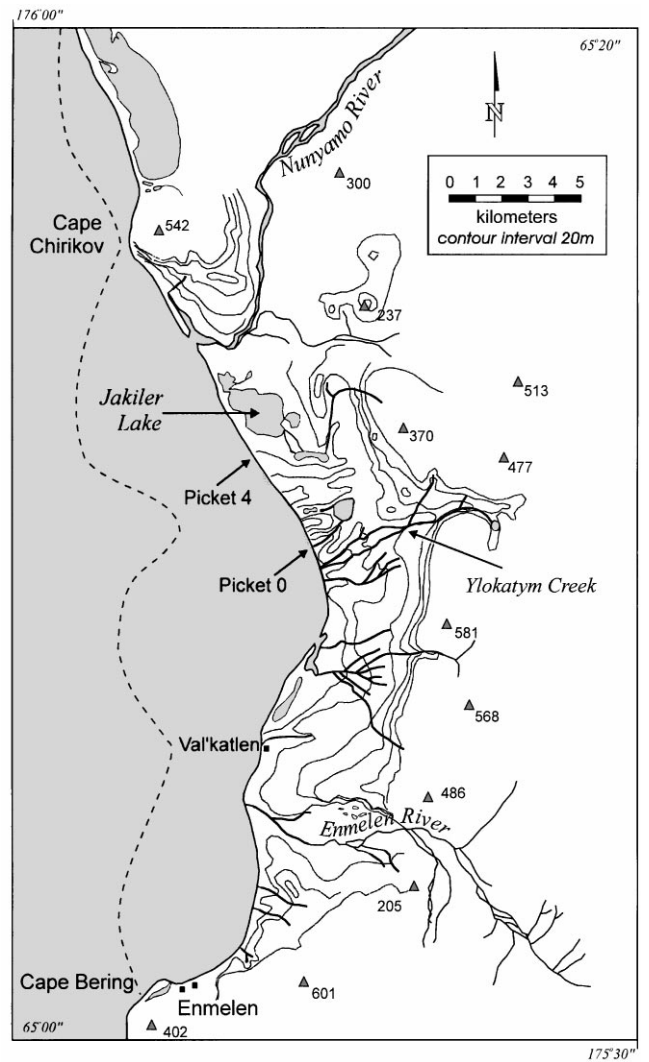 176°00"
65°20"
Nunyamo River
N
300
0 1 2 3 4 5
kilometers
contour interval 20m
Cape
Chirikov
542
237
513
Jakiler
Lake
370
477
Picket 4
Picket 0
Ylokatym Creek
581
568
Val'katlen
486
Enmelen River
205
Cape Bering
Enmelen
601
65°00"
402
175°30"